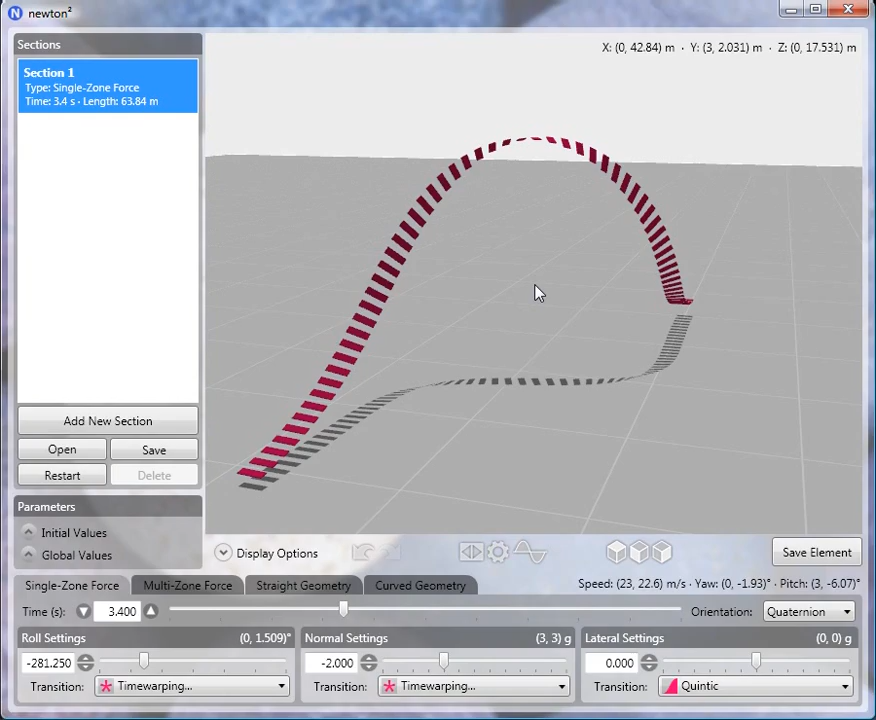 newton²
Sections
Section 1
Type: Single-Zone Force
Time: 3.4 s · Length: 63.84 m
X: (0, 42.84) m · Y: (3, 2.031) m · Z: (0, 17.531) m
Add New Section
Open
Save
Restart
Delete
Parameters
Initial Values
Global Values
Display Options
Save Element
Single-Zone Force
Multi-Zone Force
Straight Geometry
Curved Geometry
Speed: (23, 22.6) m/s · Yaw: (0, -1.93)° · Pitch: (3, -6.07)°
Time (s):
3.400
Orientation:
Quaternion
Roll Settings
(0, 1.509)°
-281.250
Transition:
Timewarping...
Normal Settings
(3, 3) g
-2.000
Transition:
Timewarping...
Lateral Settings
(0, 0) g
0.000
Transition:
Quintic